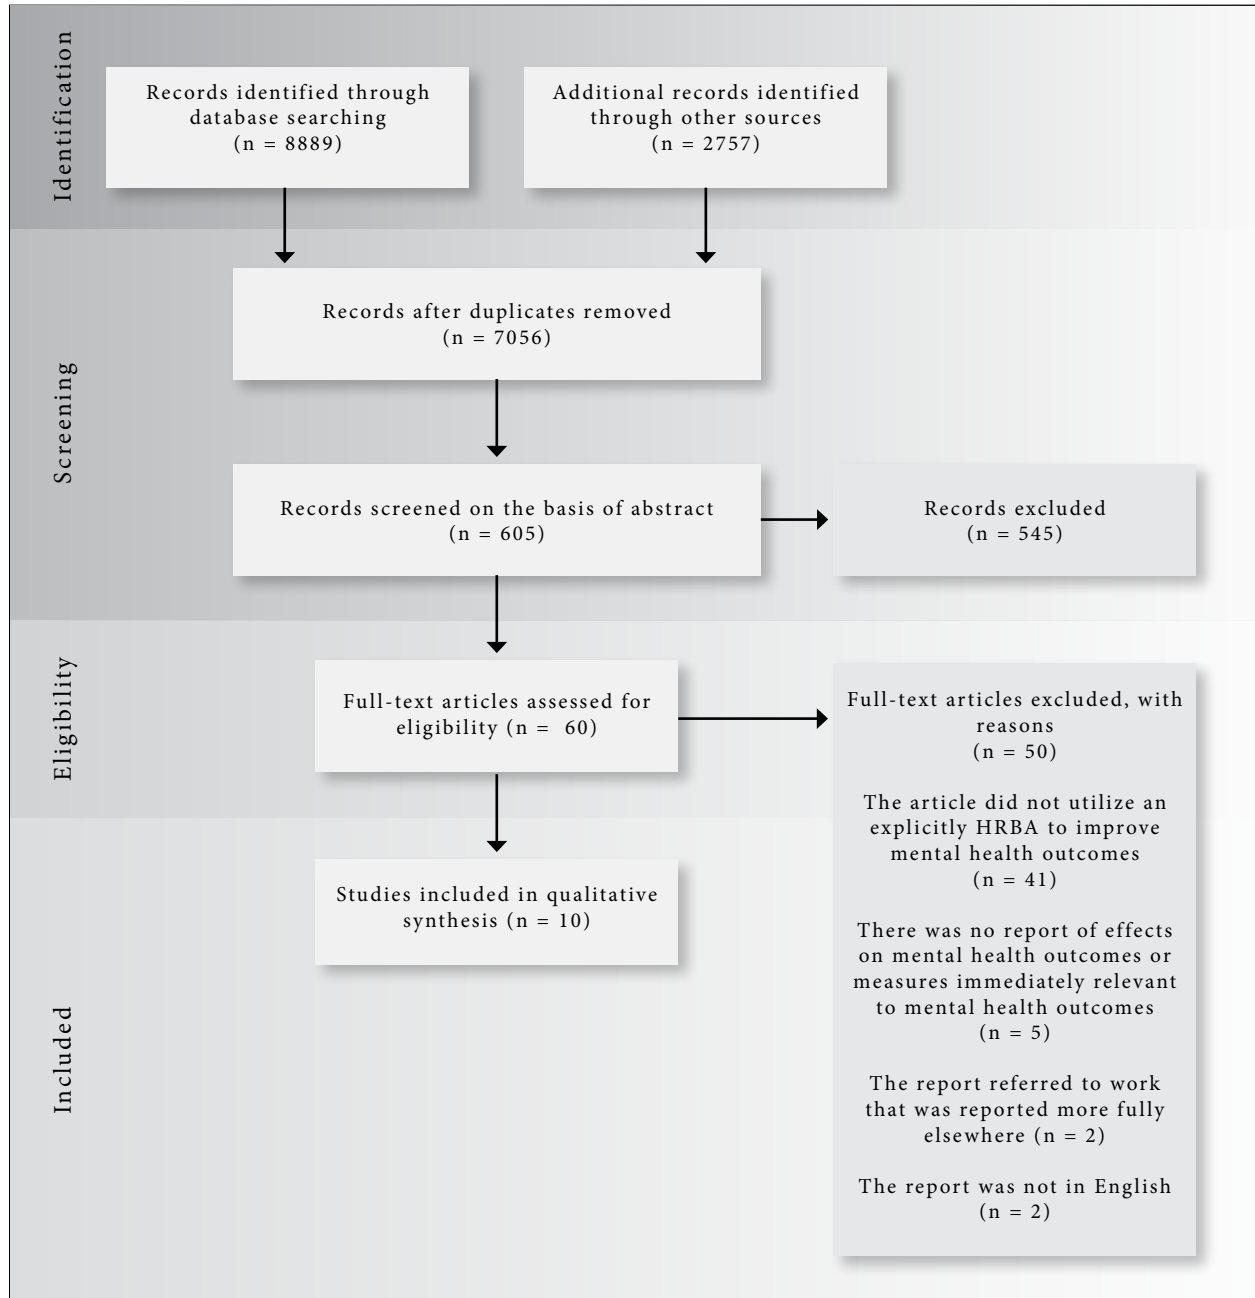 Identification
Records identified through
database searching
(n = 8889)
Additional records identified
through other sources
(n = 2757)
Screening
Records after duplicates removed
(n = 7056)
Records screened on the basis of abstract
(n = 605)
Records excluded
(n = 545)
Eligibility
Full-text articles assessed for
eligibility (n = 60)
Full-text articles excluded, with
reasons
(n = 50)
The article did not utilize an
explicitly HRBA to improve
mental health outcomes
(n = 41)
There was no report of effects
on mental health outcomes or
measures immediately relevant
to mental health outcomes
(n = 5)
The report referred to work
that was reported more fully
elsewhere (n = 2)
The report was not in English
(n = 2)
Included
Studies included in qualitative
synthesis (n = 10)